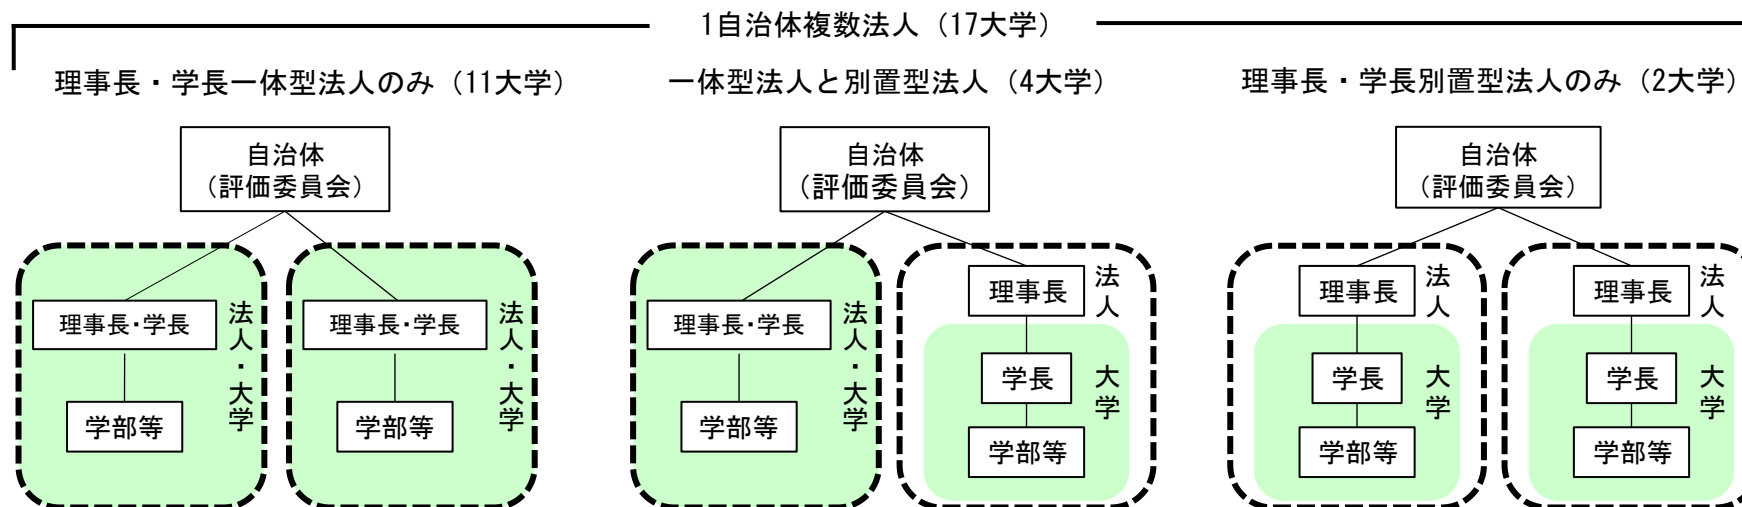 1自治体複数法人（17大学）
理事長・学長一体型法人のみ（11大学）
一体型法人と別置型法人（4大学）
理事長・学長別置型法人のみ（2大学）
自治体
（評価委員会）
理事長・学長
学部等
法人・大学
理事長・学長
学部等
法人・大学
自治体
（評価委員会）
理事長・学長
学部等
法人・大学
理事長
法人
学長
大学
学部等
自治体
（評価委員会）
理事長
法人
学長
大学
学部等
理事長
法人
学長
大学
学部等